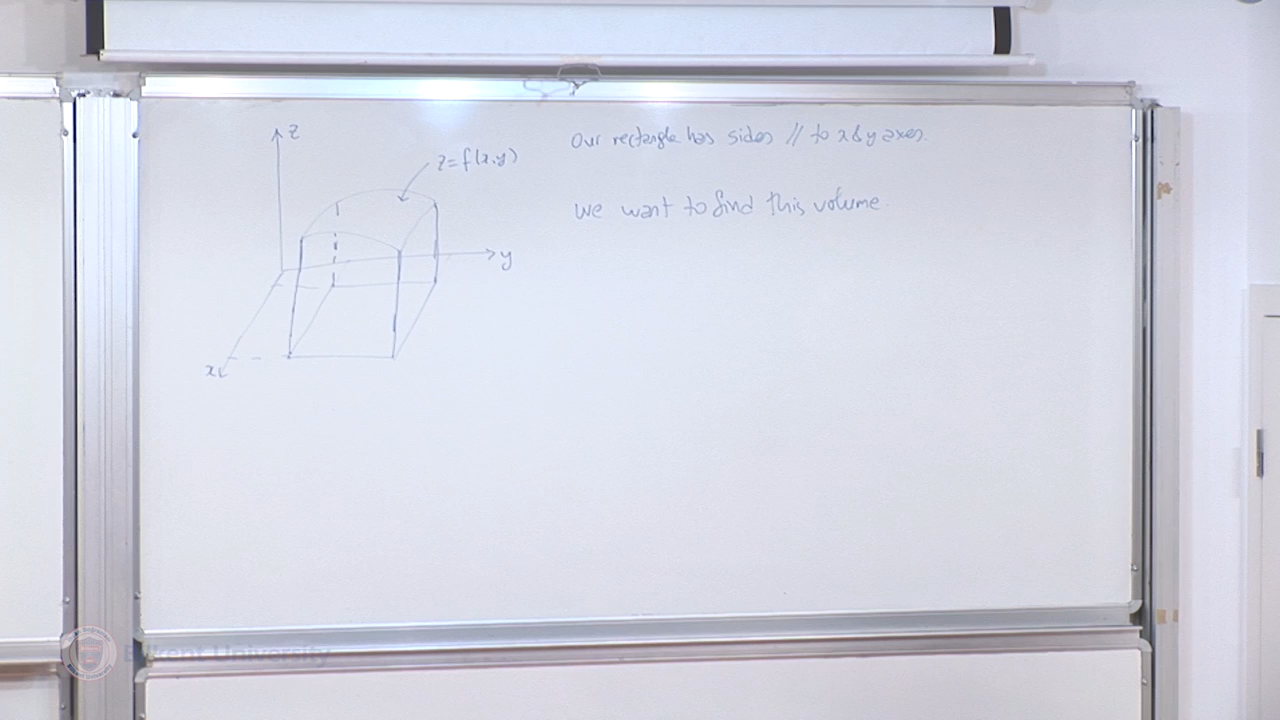 z
z=f(x,y)
Our rectangle has sides // to x & y axes.
We want to find this volume.
y
x
Bilkent University